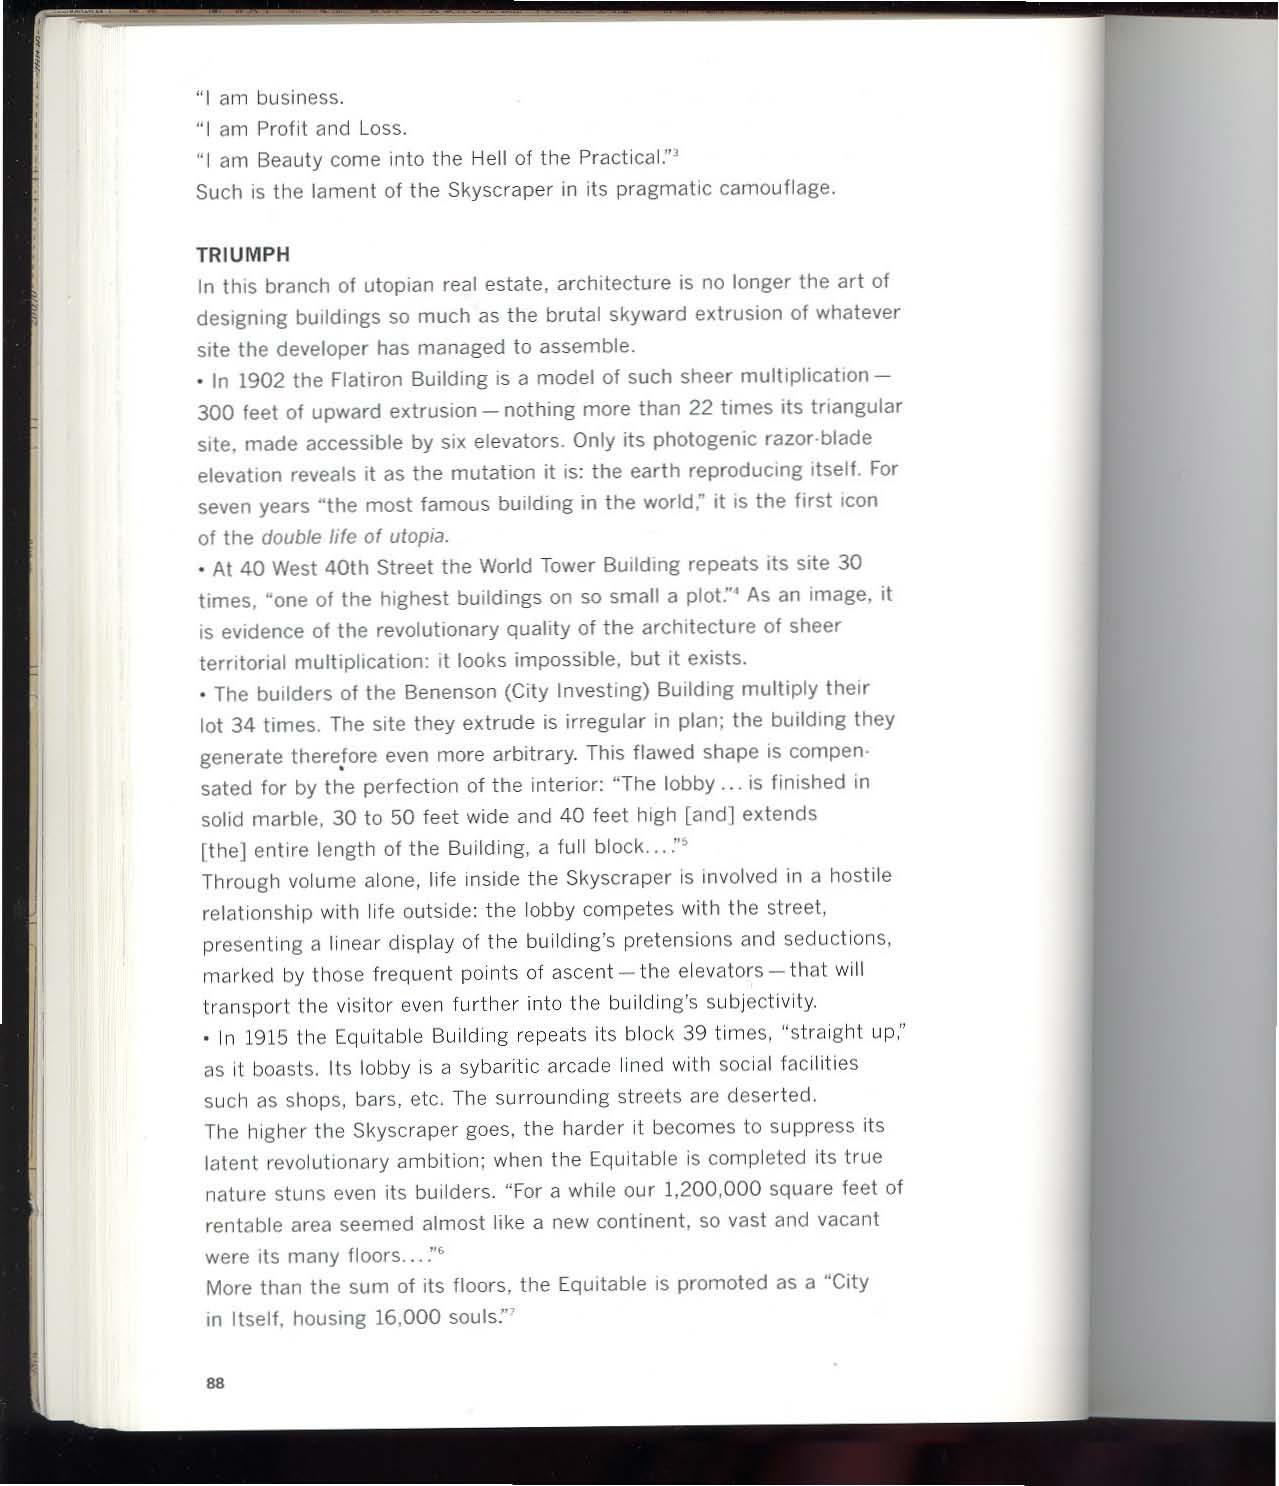 “I am business.
“I am Profit and Loss.
“I am Beauty come into the Hell of the Practical.”3
Such is the lament of the Skyscraper in its pragmatic camouflage.
TRIUMPH
In this branch of utopian real estate, architecture is no longer the art of
designing buildings so much as the brutal skyward extrusion of whatever
site the developer has managed to assemble.
• In 1902 the Flatiron Building is a model of such sheer multiplication —
300 feet of upward extrusion — nothing more than 22 times its triangular
site, made accessible by six elevators. Only its photogenic razor-blade
elevation reveals it as the mutation it is: the earth reproducing itself. For
seven years “the most famous building in the world,” it is the first icon
of the double life of utopia.
• At 40 West 40th Street the World Tower Building repeats its site 30
times, “one of the highest buildings on so small a plot.”4 As an image, it
is evidence of the revolutionary quality of the architecture of sheer
territorial multiplication: it looks impossible, but it exists.
• The builders of the Benenson (City Investing) Building multiply their
lot 34 times. The site they extrude is irregular in plan; the building they
generate therefore even more arbitrary. This flawed shape is compen-
sated for by the perfection of the interior: “The lobby ... is finished in
solid marble, 30 to 50 feet wide and 40 feet high [and] extends
[the] entire length of the Building, a full block....”5
Through volume alone, life inside the Skyscraper is involved in a hostile
relationship with life outside: the lobby competes with the street,
presenting a linear display of the building’s pretensions and seductions,
marked by those frequent points of ascent — the elevators — that will
transport the visitor even further into the building’s subjectivity.
• In 1915 the Equitable Building repeats its block 39 times, “straight up,”
as it boasts. Its lobby is a sybaritic arcade lined with social facilities
such as shops, bars, etc. The surrounding streets are deserted.
The higher the Skyscraper goes, the harder it becomes to suppress its
latent revolutionary ambition; when the Equitable is completed its true
nature stuns even its builders. “For a while our 1,200,000 square feet of
rentable area seemed almost like a new continent, so vast and vacant
were its many floors....”6
More than the sum of its floors, the Equitable is promoted as a “City
in Itself, housing 16,000 souls.”7
88